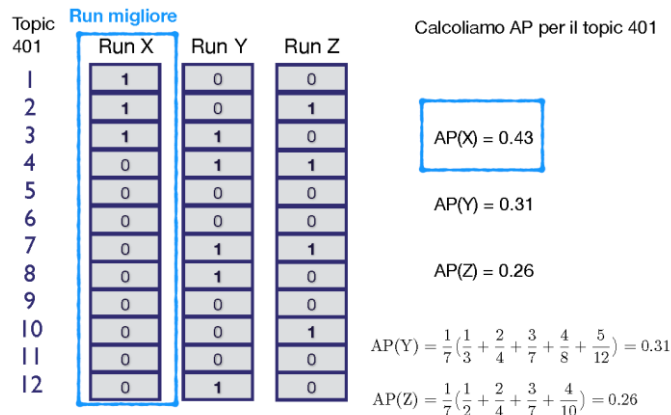 Topic 401
Run migliore
Calcoliamo AP per il topic 401
Run X Run Y Run Z
1 1 0 0
2 1 0 1
3 1 1 0
4 0 1 1
5 0 0 0
6 0 0 0
7 0 1 1
8 0 1 0
9 0 0 0
10 0 0 1
11 0 0 0
12 0 1 0
AP(X) = 0.43
AP(Y) = 0.31
AP(Z) = 0.26
AP(Y) = 1/7(1/3 + 2/4 + 3/7 + 4/8 + 5/12) = 0.31
AP(Z) = 1/7(1/2 + 2/4 + 3/7 + 4/10) = 0.26